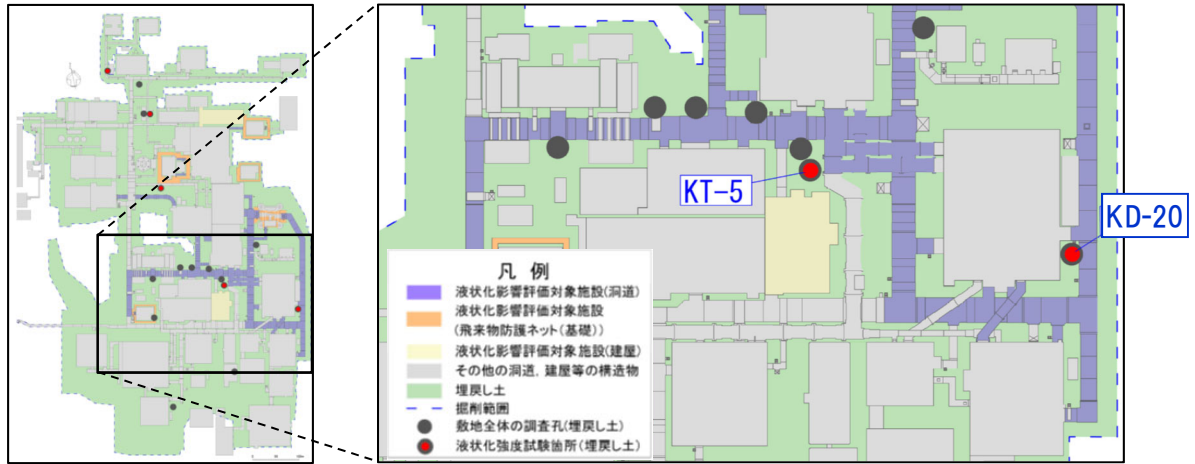 KT-5
KD-20
凡 例
液状化影響評価対象施設(洞道)
液状化影響評価対象施設
(飛来物防護ネット(基礎))
液状化影響評価対象施設(建屋)
その他の洞道，建屋等の構造物
埋戻し土
掘削範囲
敷地全体の調査孔(埋戻し土)
液状化強度試験箇所(埋戻し土)